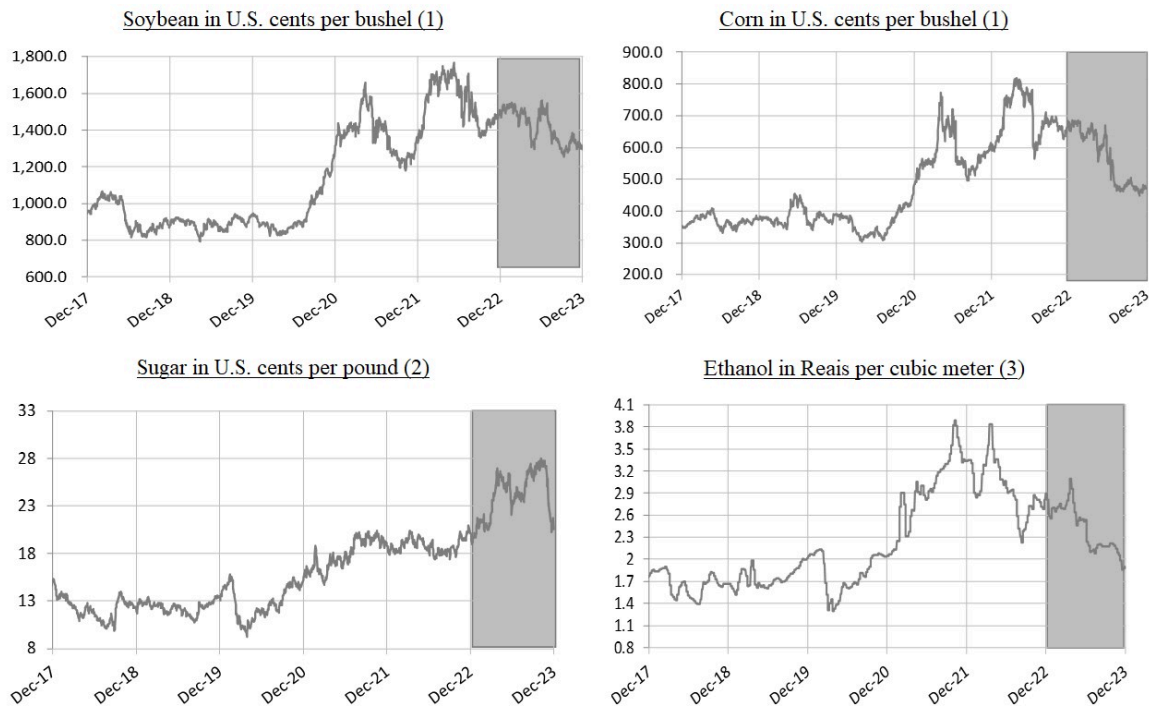 Soybean in U.S. cents per bushel (1)
1,800.0
1,600.0
1,400.0
1,200.0
1,000.0
800.0
600.0
Dec-17
Dec-18
Dec-19
Dec-20
Dec-21
Dec-22
Dec-23
Corn in U.S. cents per bushel (1)
900.0
800.0
700.0
600.0
500.0
400.0
300.0
200.0
Dec-17
Dec-18
Dec-19
Dec-20
Dec-21
Dec-22
Dec-23
Sugar in U.S. cents per pound (2)
33
28
23
18
13
8
Dec-17
Dec-18
Dec-19
Dec-20
Dec-21
Dec-22
Dec-23
Ethanol in Reais per cubic meter (3)
4.1
3.8
3.5
3.2
2.9
2.6
2.3
2
1.7
1.4
1.1
0.8
Dec-17
Dec-18
Dec-19
Dec-20
Dec-21
Dec-22
Dec-23